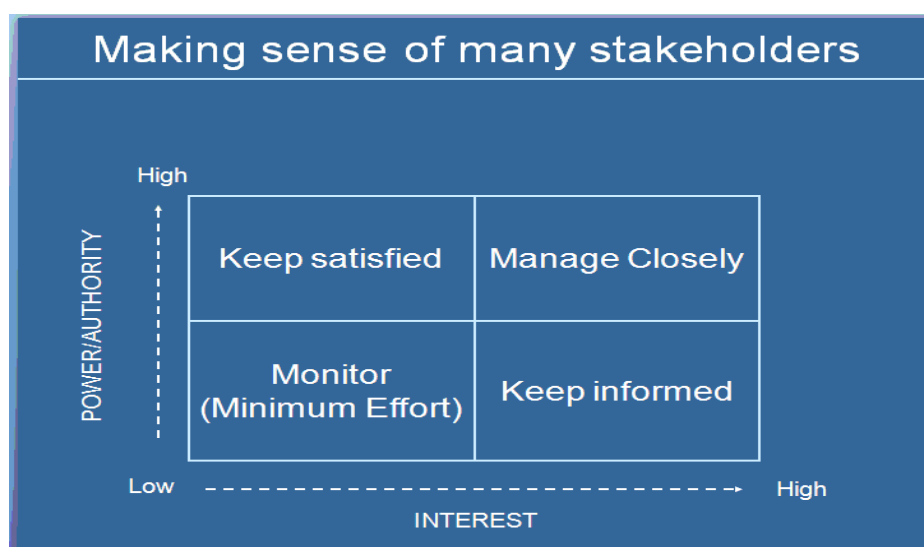 Making sense of many stakeholders
High
POWER/AUTHORITY
Keep satisfied
Manage Closely
Monitor
(Minimum Effort)
Keep informed
Low
High
INTEREST